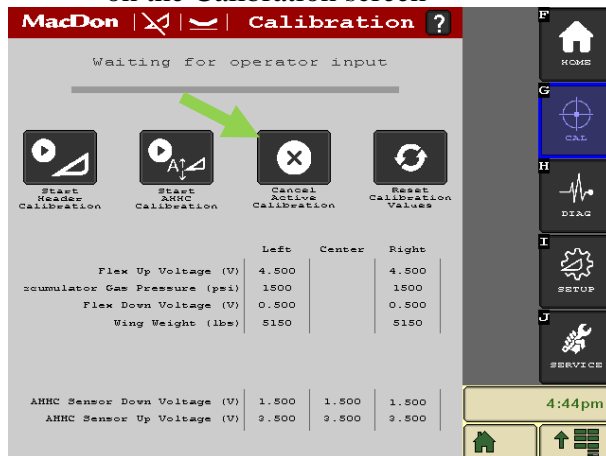 on the Calibration screen
MacDon Calibration ?
Waiting for operator input
A
Start Header Calibration
Start AHHC Calibration
Cancel Active Calibration
Reset Calibration Values
Left Center Right
Flex Up Voltage (V) 4.500 4.500
ccumulator Gas Pressure (psi) 1500 1500
Flex Down Voltage (V) 0.500 0.500
Wing Weight (lbs) 5150 5150
AHHC Sensor Down Voltage (V) 1.500 1.500 1.500
AHHC Sensor Up Voltage (V) 3.500 3.500 3.500
F
HOME
G
CAL
H
DIAG
I
SETUP
J
SERVICE
4:44pm